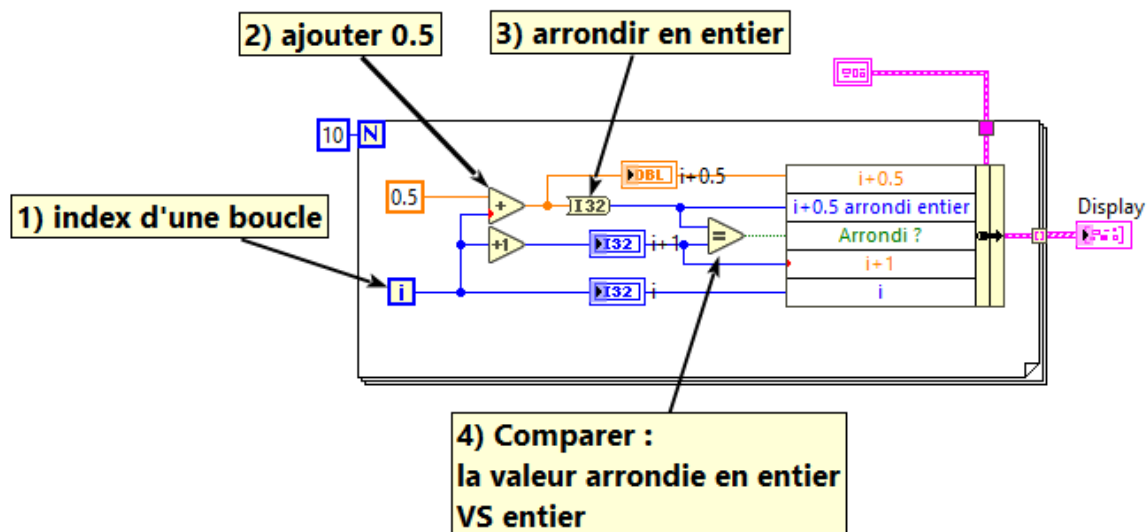 2) ajouter 0.5
3) arrondir en entier
10 N
DBL i+0.5
i+0.5
0.5
+
I32
i+0.5 arrondi entier
1) index d'une boucle
+1
I32 i+1
=
Arrondi ?
Display
i+1
i
I32 i
i
4) Comparer :
la valeur arrondie en entier
VS entier